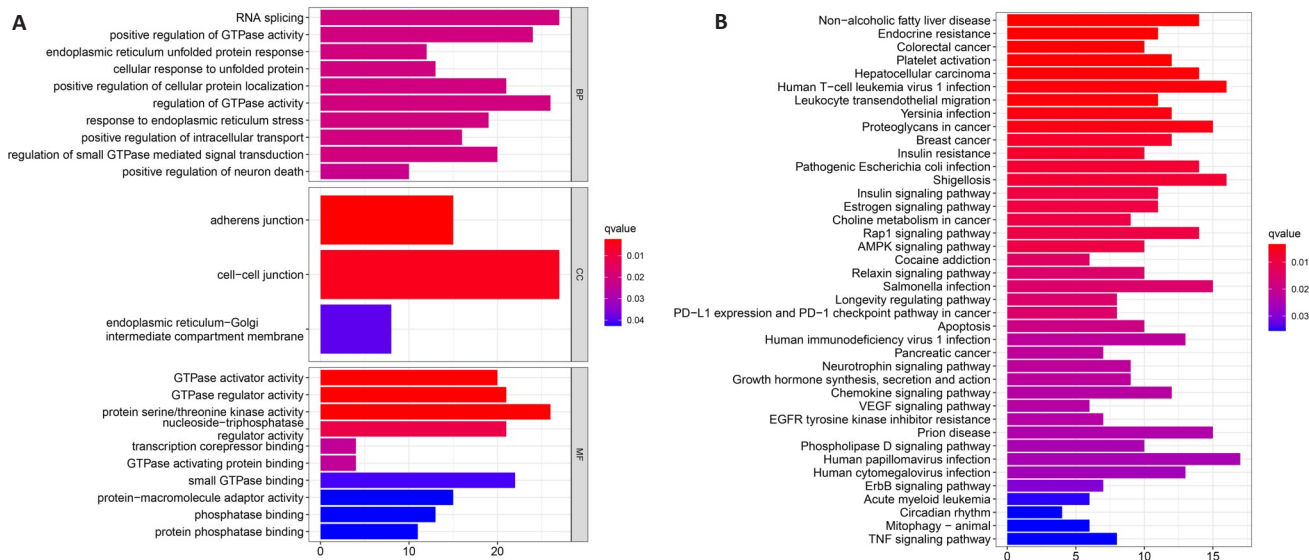 A
RNA splicing
positive regulation of GTPase activity
endoplasmic reticulum unfolded protein response
cellular response to unfolded protein
positive regulation of cellular protein localization
regulation of GTPase activity
response to endoplasmic reticulum stress
positive regulation of intracellular transport
regulation of small GTPase mediated signal transduction
positive regulation of neuron death
BP
adherens junction
cell−cell junction
endoplasmic reticulum−Golgi
intermediate compartment membrane
CC
GTPase activator activity
GTPase regulator activity
protein serine/threonine kinase activity
nucleoside−triphosphatase
regulator activity
transcription corepressor binding
GTPase activating protein binding
small GTPase binding
protein−macromolecule adaptor activity
phosphatase binding
protein phosphatase binding
MF
0 10 20
qvalue
0.01
0.02
0.03
0.04
B
Non−alcoholic fatty liver disease
Endocrine resistance
Colorectal cancer
Platelet activation
Hepatocellular carcinoma
Human T−cell leukemia virus 1 infection
Leukocyte transendothelial migration
Yersinia infection
Proteoglycans in cancer
Breast cancer
Insulin resistance
Pathogenic Escherichia coli infection
Shigellosis
Insulin signaling pathway
Estrogen signaling pathway
Choline metabolism in cancer
Rap1 signaling pathway
AMPK signaling pathway
Cocaine addiction
Relaxin signaling pathway
Salmonella infection
Longevity regulating pathway
PD−L1 expression and PD−1 checkpoint pathway in cancer
Apoptosis
Human immunodeficiency virus 1 infection
Pancreatic cancer
Neurotrophin signaling pathway
Growth hormone synthesis, secretion and action
Chemokine signaling pathway
VEGF signaling pathway
EGFR tyrosine kinase inhibitor resistance
Prion disease
Phospholipase D signaling pathway
Human papillomavirus infection
Human cytomegalovirus infection
ErbB signaling pathway
Acute myeloid leukemia
Circadian rhythm
Mitophagy − animal
TNF signaling pathway
0 5 10 15
qvalue
0.01
0.02
0.03